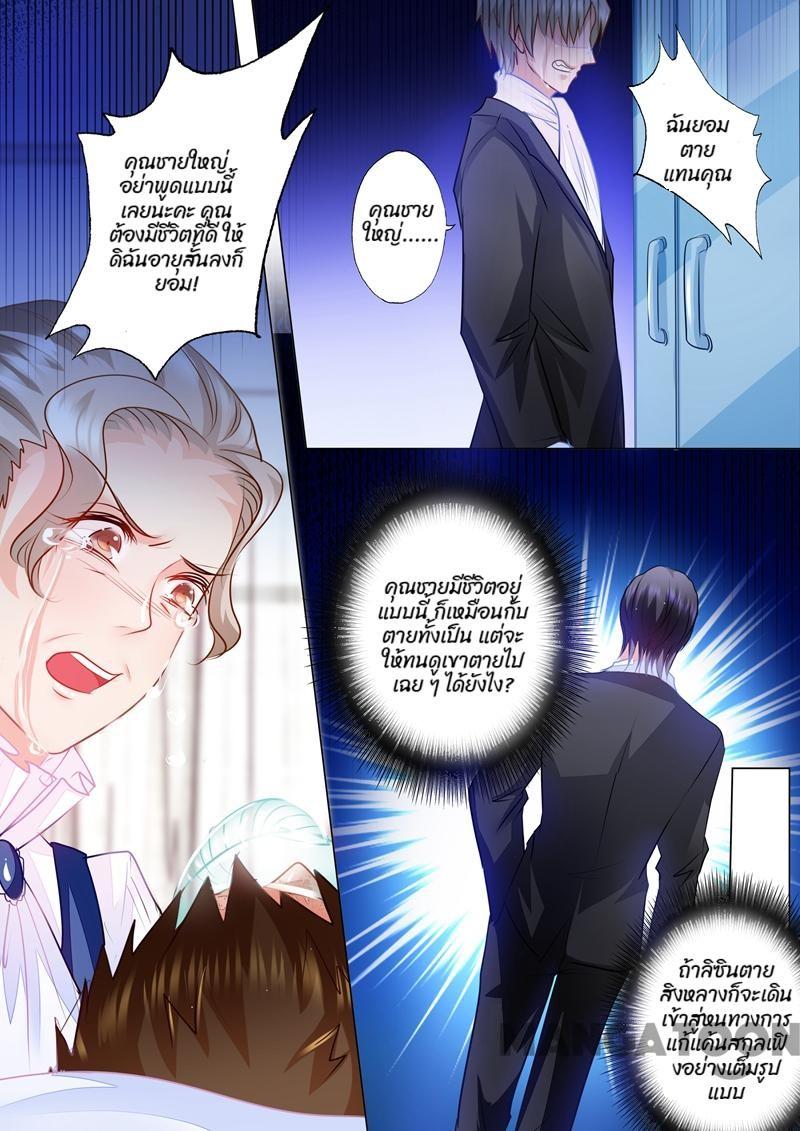 คุณชายใหญ่
อย่าพูดแบบนี้
เลยนะคะ คุณ
ต้องมีชีวิตที่ดี ให้
ดิฉันอายุสั้นลงก็
ยอม!
คุณชาย
ใหญ่......
ฉันยอม
ตาย
แทนคุณ
คุณชายมีชีวิตอยู่
แบบนี้ ก็เหมือนกับ
ตายทั้งเป็น แต่จะ
ให้ทนดูเขาตายไป
เฉย ๆ ได้ยังไง?
ถ้าลิซินตาย
สิงหลางก็จะเดิน
เข้าสู่หนทางการ
แก้แค้นสกุลเฟิ
งอย่างเต็มรูป
แบบ
MANGATOON